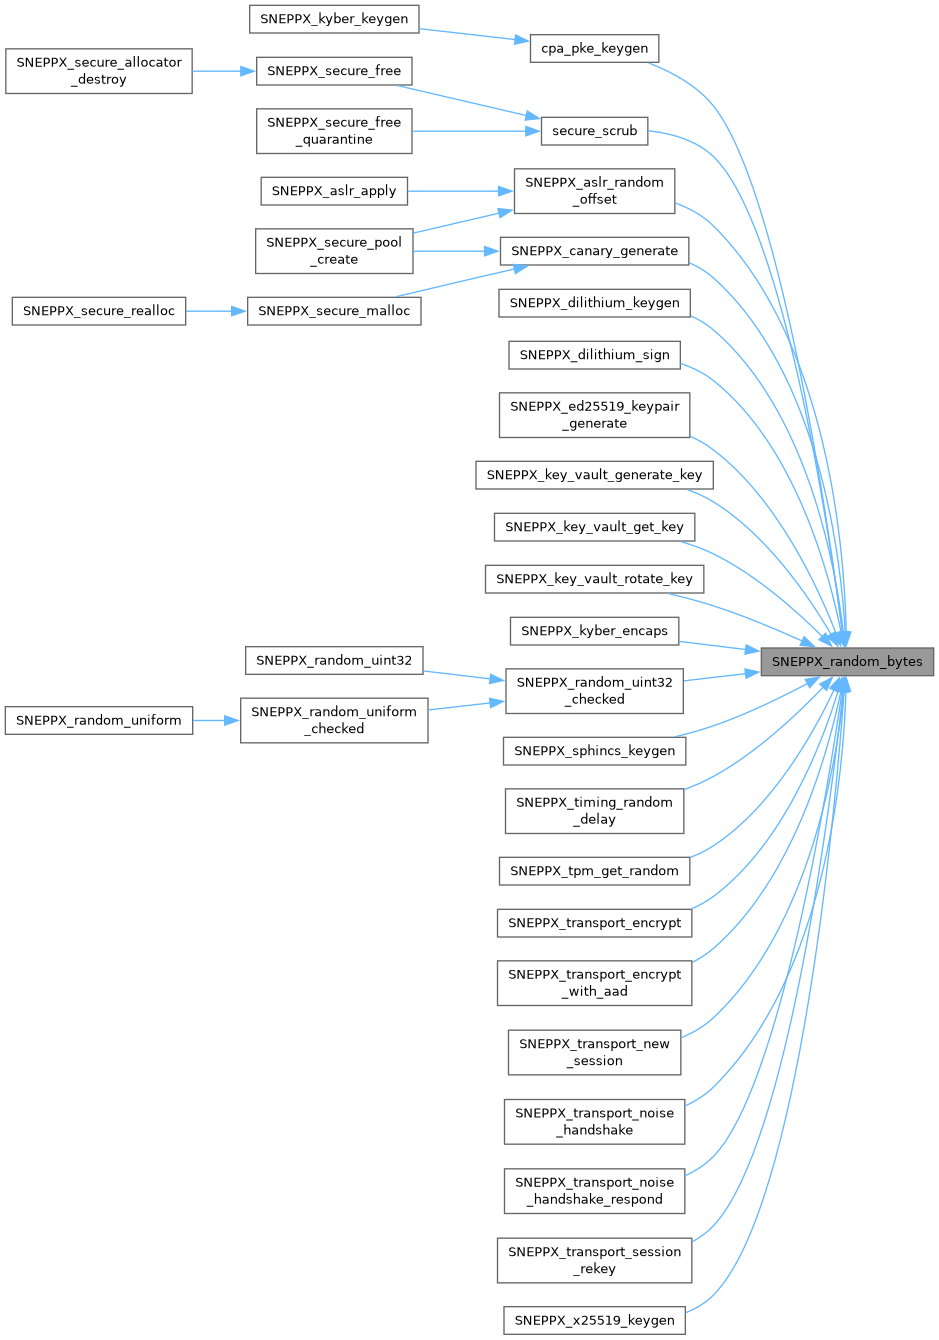 SNEPPX_kyber_keygen
cpa_pke_keygen
SNEPPX_secure_allocator
_destroy
SNEPPX_secure_free
SNEPPX_secure_free
_quarantine
secure_scrub
SNEPPX_aslr_apply
SNEPPX_aslr_random
_offset
SNEPPX_secure_pool
_create
SNEPPX_canary_generate
SNEPPX_secure_realloc
SNEPPX_secure_malloc
SNEPPX_dilithium_keygen
SNEPPX_dilithium_sign
SNEPPX_ed25519_keypair
_generate
SNEPPX_key_vault_generate_key
SNEPPX_key_vault_get_key
SNEPPX_key_vault_rotate_key
SNEPPX_kyber_encaps
SNEPPX_random_bytes
SNEPPX_random_uint32
SNEPPX_random_uint32
_checked
SNEPPX_random_uniform
SNEPPX_random_uniform
_checked
SNEPPX_sphincs_keygen
SNEPPX_timing_random
_delay
SNEPPX_tpm_get_random
SNEPPX_transport_encrypt
SNEPPX_transport_encrypt
_with_aad
SNEPPX_transport_new
_session
SNEPPX_transport_noise
_handshake
SNEPPX_transport_noise
_handshake_respond
SNEPPX_transport_session
_rekey
SNEPPX_x25519_keygen